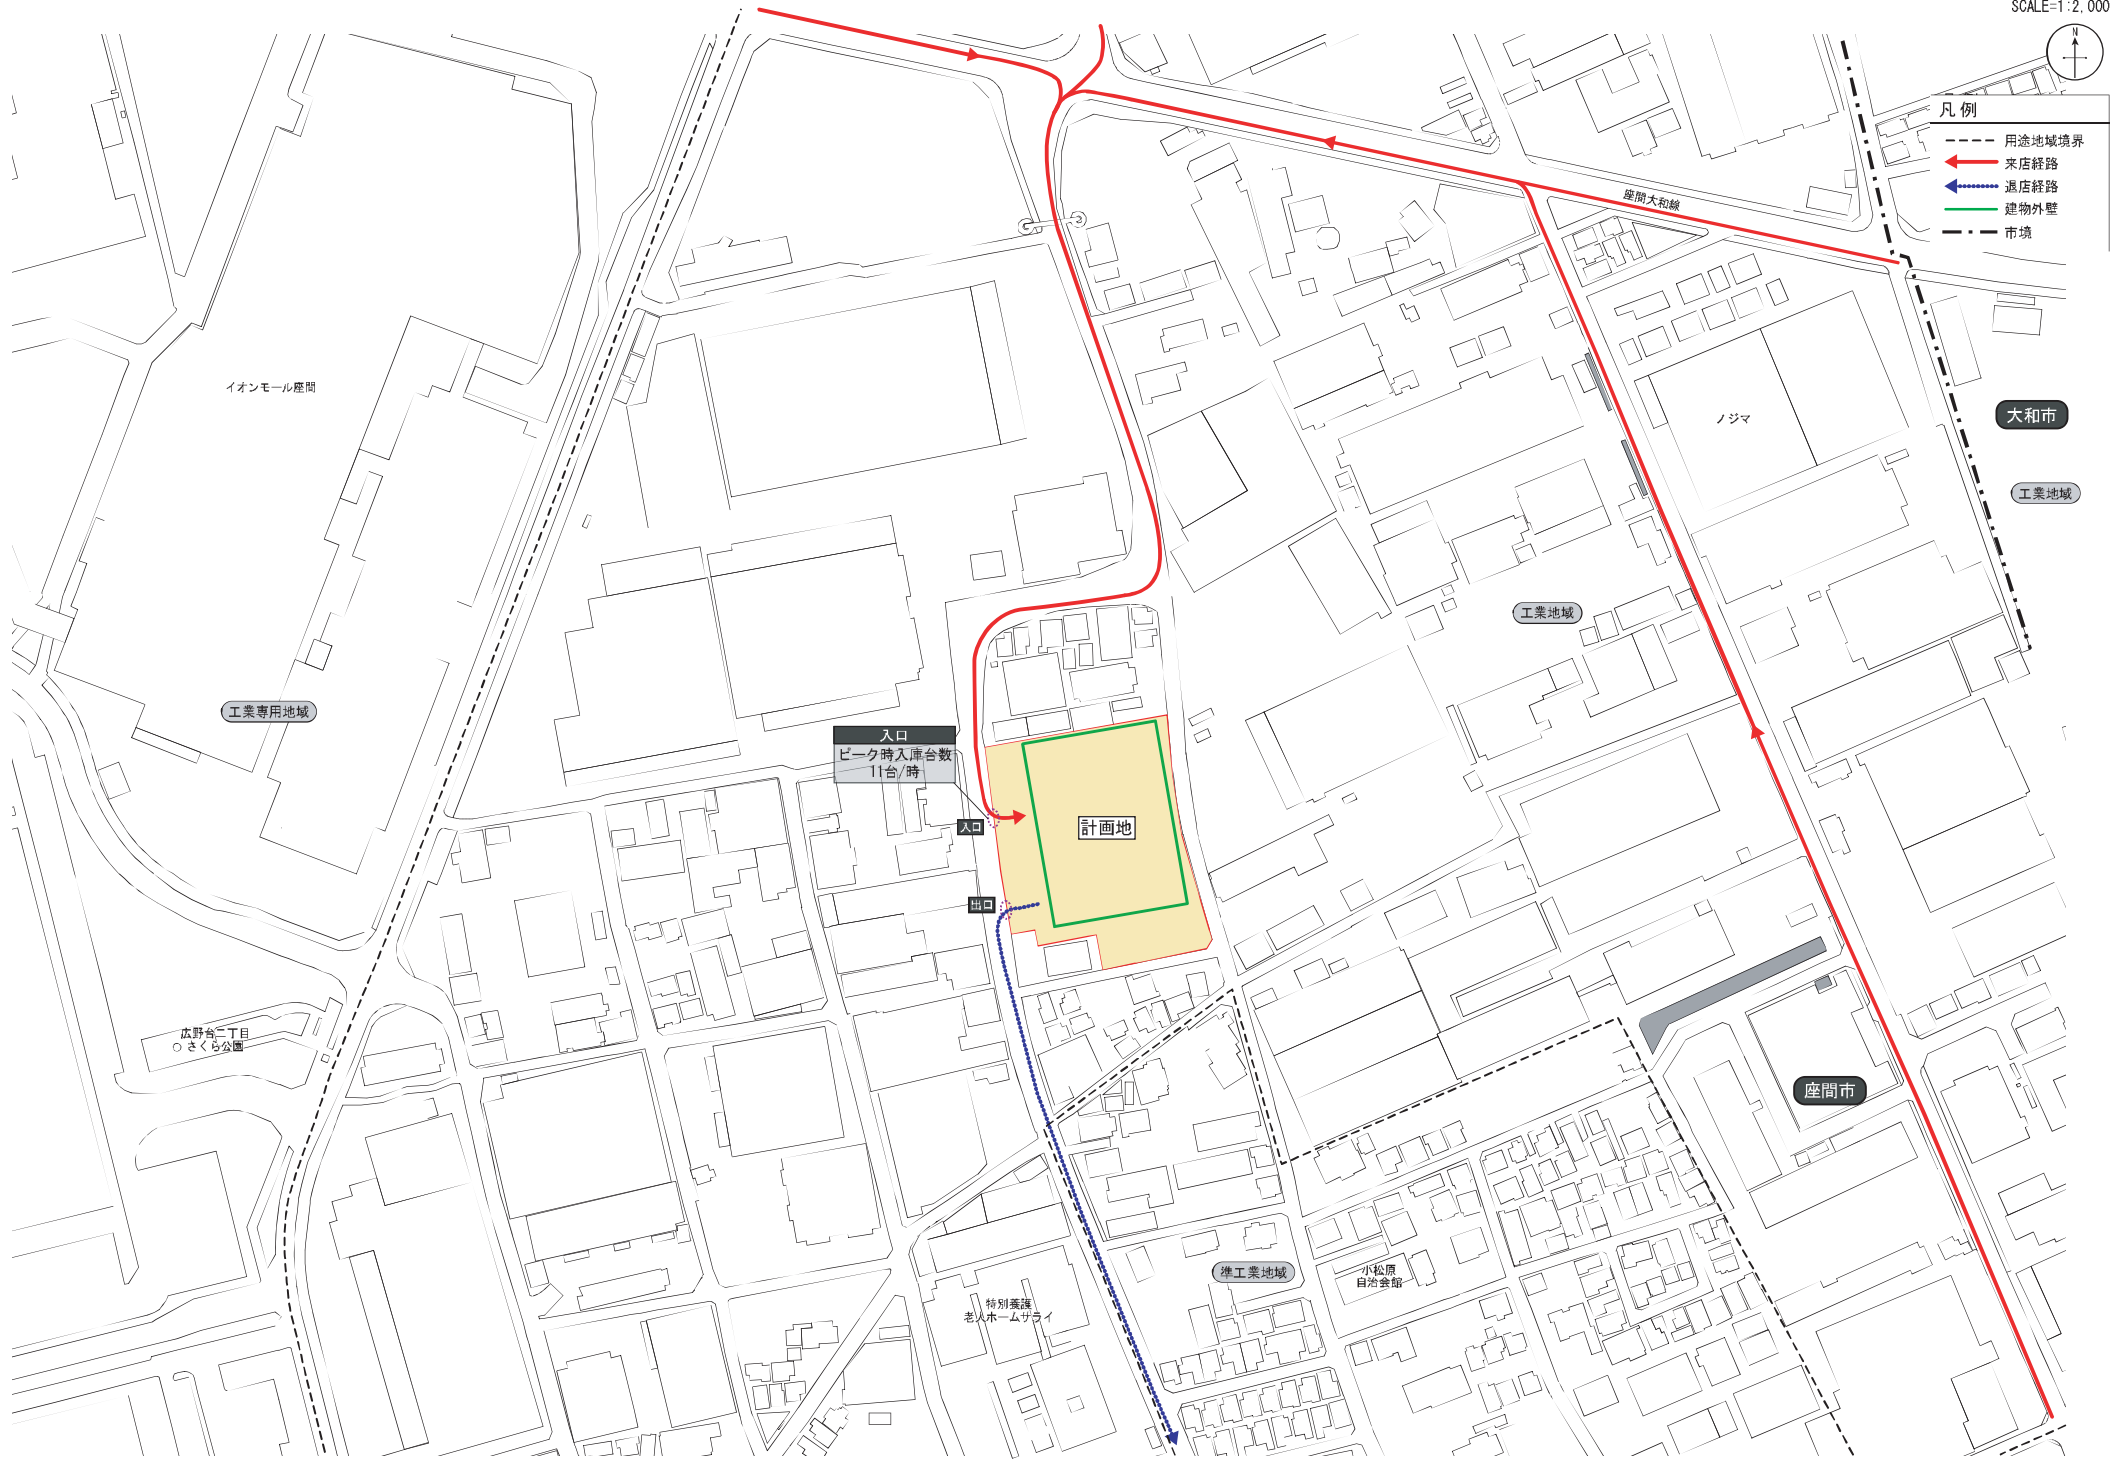 SCALE=1:2,000
N
凡例
用途地域境界
来店経路
退店経路
建物外壁
市境
座間大和線
イオンモール座間
ノジマ
大和市
工業地域
工業地域
工業専用地域
入口
ピーク時入庫台数
11台/時
入口
計画地
出口
広野台二丁目
さくら公園
座間市
準工業地域
小松原
自治会館
特別養護
老人ホームサライ